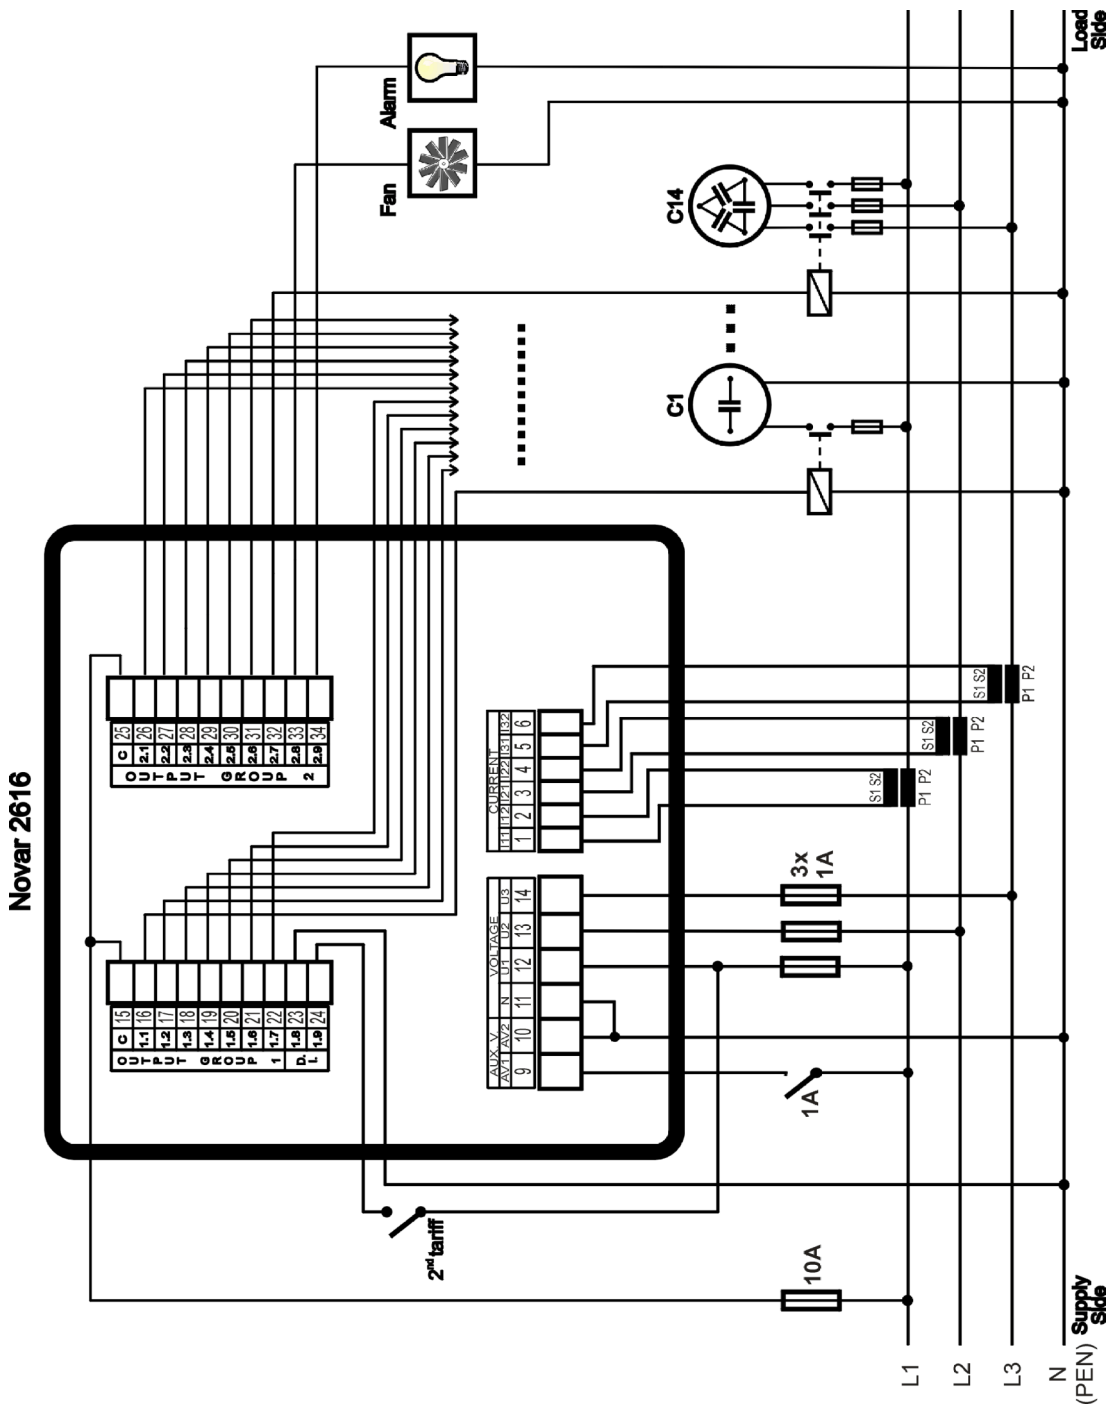 Novar 2616
OUTPUT GROUP 1
D.I.
C 1.1 1.2 1.3 1.4 1.5 1.6 1.7 1.8 1.9
15 16 17 18 19 20 21 22 23 24
OUTPUT GROUP 2
C 2.1 2.2 2.3 2.4 2.5 2.6 2.7 2.8 2.9
25 26 27 28 29 30 31 32 33 34
Fan
Alarm
AUX. V. VOLTAGE
AV1 AV2 N U1 U2 U3
9 10 11 12 13 14
CURRENT
I11 I12 I21 I22 I31 I32
1 2 3 4 5 6
2nd tariff
C1
C14
10A
1A
3x
1A
S1 S2
P1 P2
S1 S2
P1 P2
S1 S2
P1 P2
L1
L2
L3
N
(PEN)
Supply
Side
Load
Side